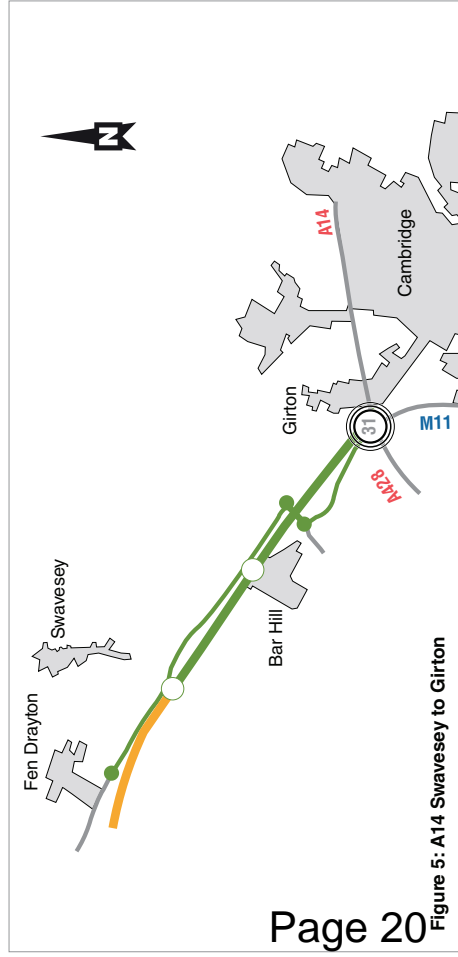 N
A14
Cambridge
Girton
31
M11
A428
Swavesey
Bar Hill
Fen Drayton
Figure 5: A14 Swavesey to Girton
Page 20